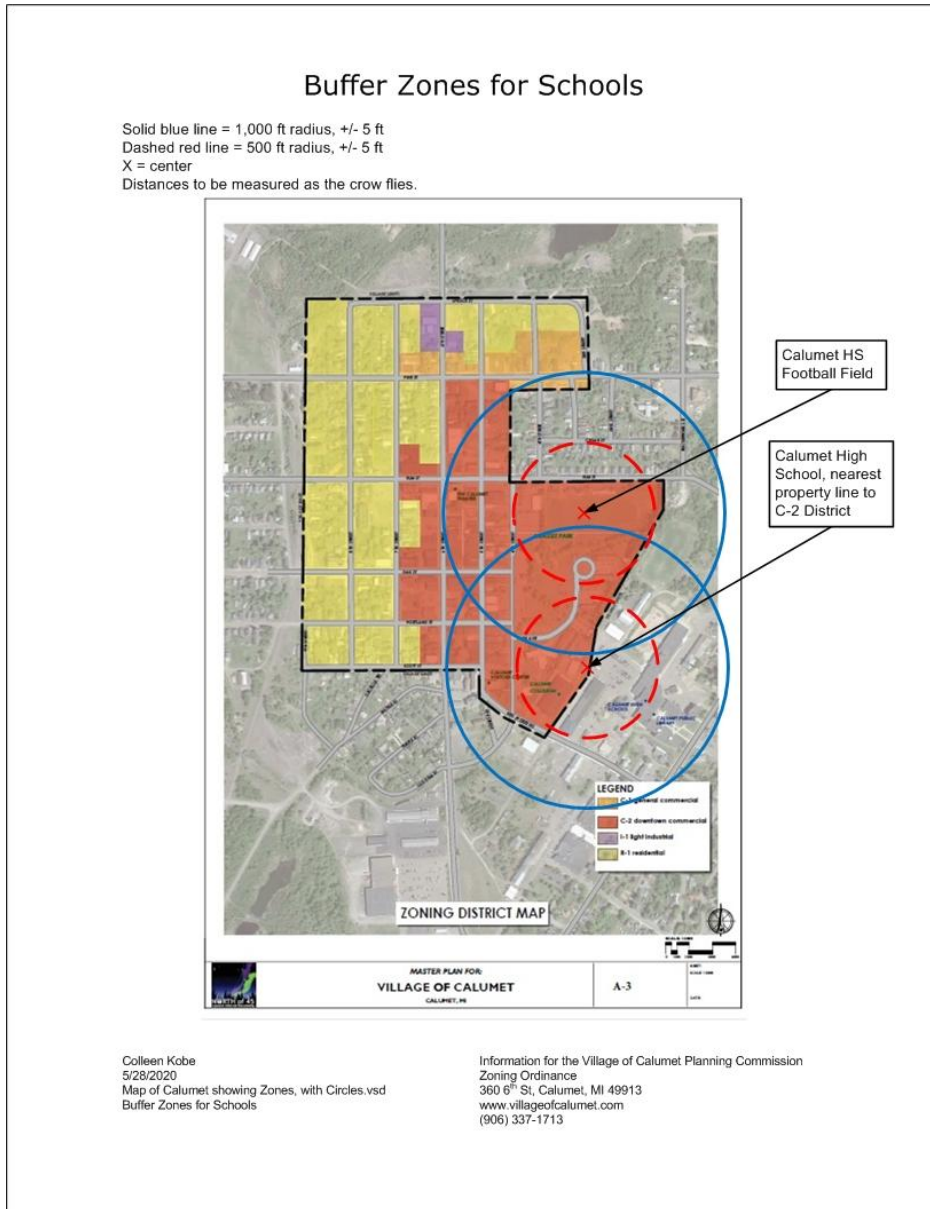 Buffer Zones for Schools
Solid blue line = 1,000 ft radius, +/- 5 ft
Dashed red line = 500 ft radius, +/- 5 ft
X = center
Distances to be measured as the crow flies.
Calumet HS
Football Field
Calumet High
School, nearest
property line to
C-2 District
LEGEND
C-1 general commercial
C-2 downtown commercial
I-1 light industrial
R-1 residential
ZONING DISTRICT MAP
MASTER PLAN FOR:
VILLAGE OF CALUMET
CALUMET, MI
A-3
Colleen Kobe
5/28/2020
Map of Calumet showing Zones, with Circles.vsd
Buffer Zones for Schools
Information for the Village of Calumet Planning Commission
Zoning Ordinance
360 6th St, Calumet, MI 49913
www.villageofcalumet.com
(906) 337-1713